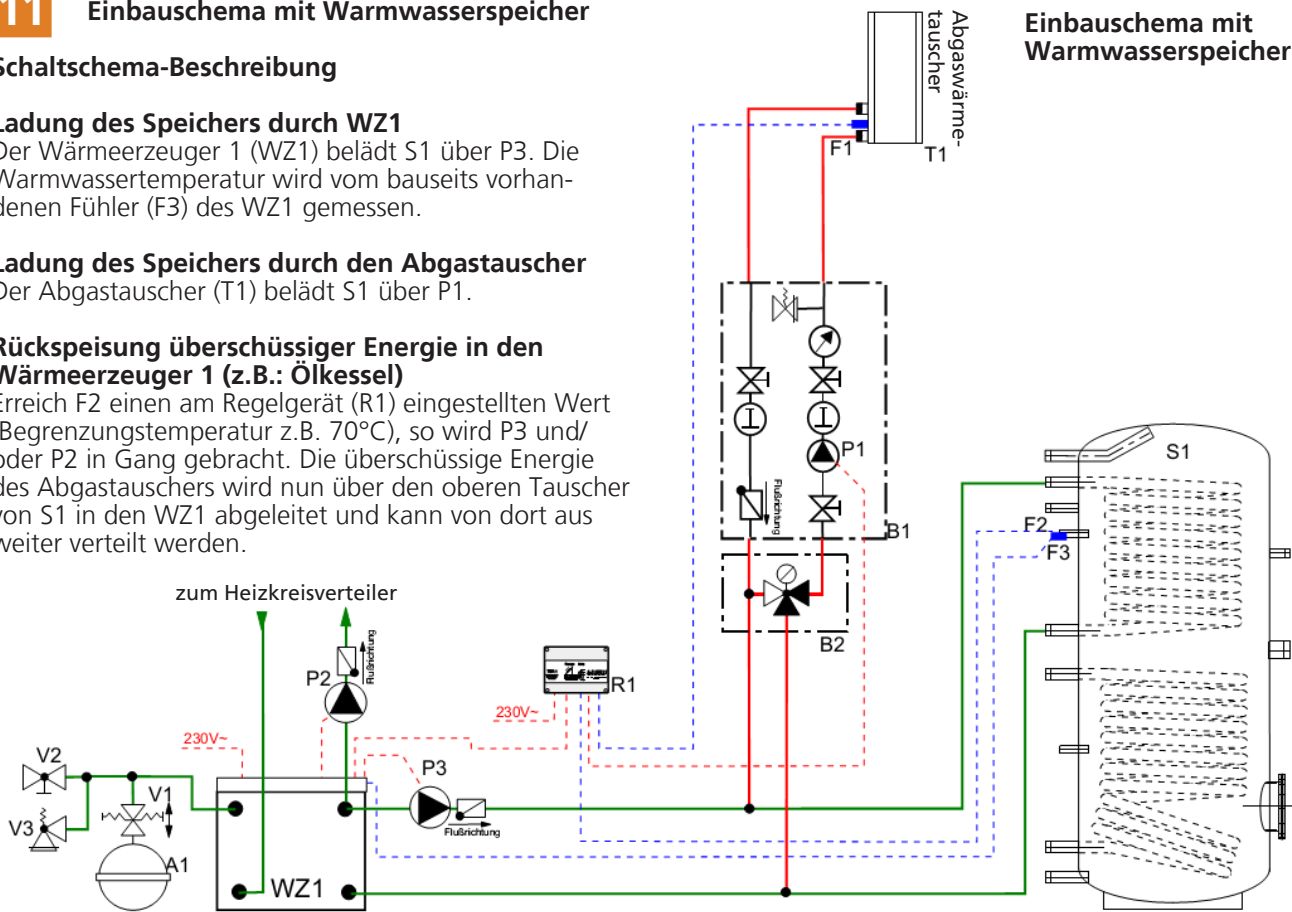 11
Einbauschema mit Warmwasserspeicher
Schaltschema-Beschreibung
Ladung des Speichers durch WZ1
Der Wärmeerzeuger 1 (WZ1) belädt S1 über P3. Die
Warmwassertemperatur wird vom bauseits vorhan-
denen Fühler (F3) des WZ1 gemessen.
Ladung des Speichers durch den Abgastauscher
Der Abgastauscher (T1) belädt S1 über P1.
Rückspeisung überschüssiger Energie in den
Wärmeerzeuger 1 (z.B.: Ölkessel)
Erreich F2 einen am Regelgerät (R1) eingestellten Wert
(Begrenzungstemperatur z.B. 70°C), so wird P3 und/
oder P2 in Gang gebracht. Die überschüssige Energie
des Abgastauschers wird nun über den oberen Tauscher
von S1 in den WZ1 abgeleitet und kann von dort aus
weiter verteilt werden.
Einbauschema mit
Warmwasserspeicher
Abgaswärme-
tauscher
F1
T1
P1
Flußrichtung
B1
B2
S1
F2
F3
zum Heizkreisverteiler
P2
Flußrichtung
R1
230V~
230V~
P3
Flußrichtung
V2
V1
V3
A1
WZ1